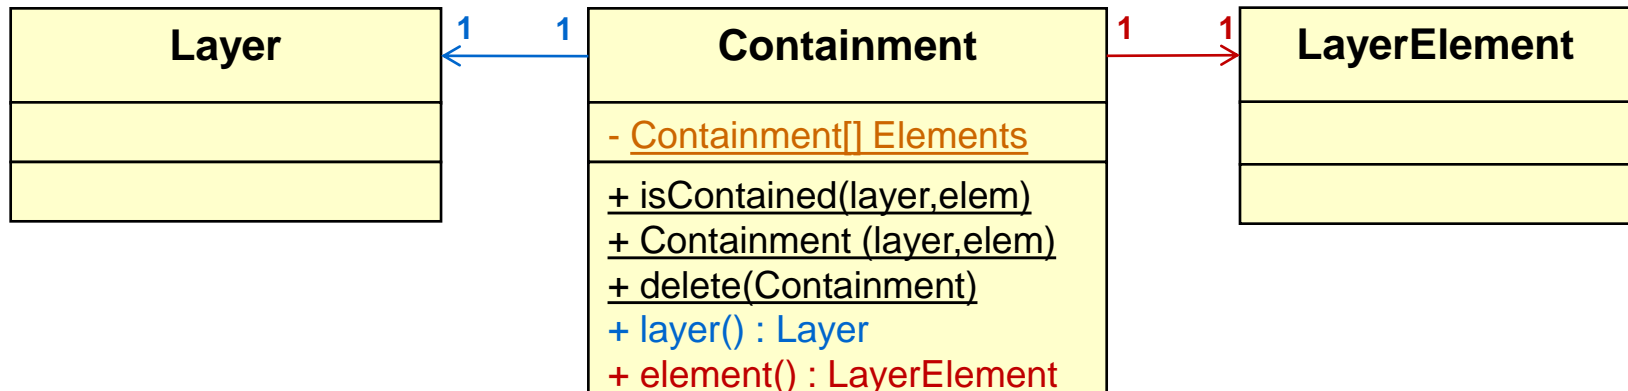 Layer
1
1
Containment
1
1
LayerElement
- Containment[] Elements
+ isContained(layer,elem)
+ Containment (layer,elem)
+ delete(Containment)
+ layer() : Layer
+ element() : LayerElement